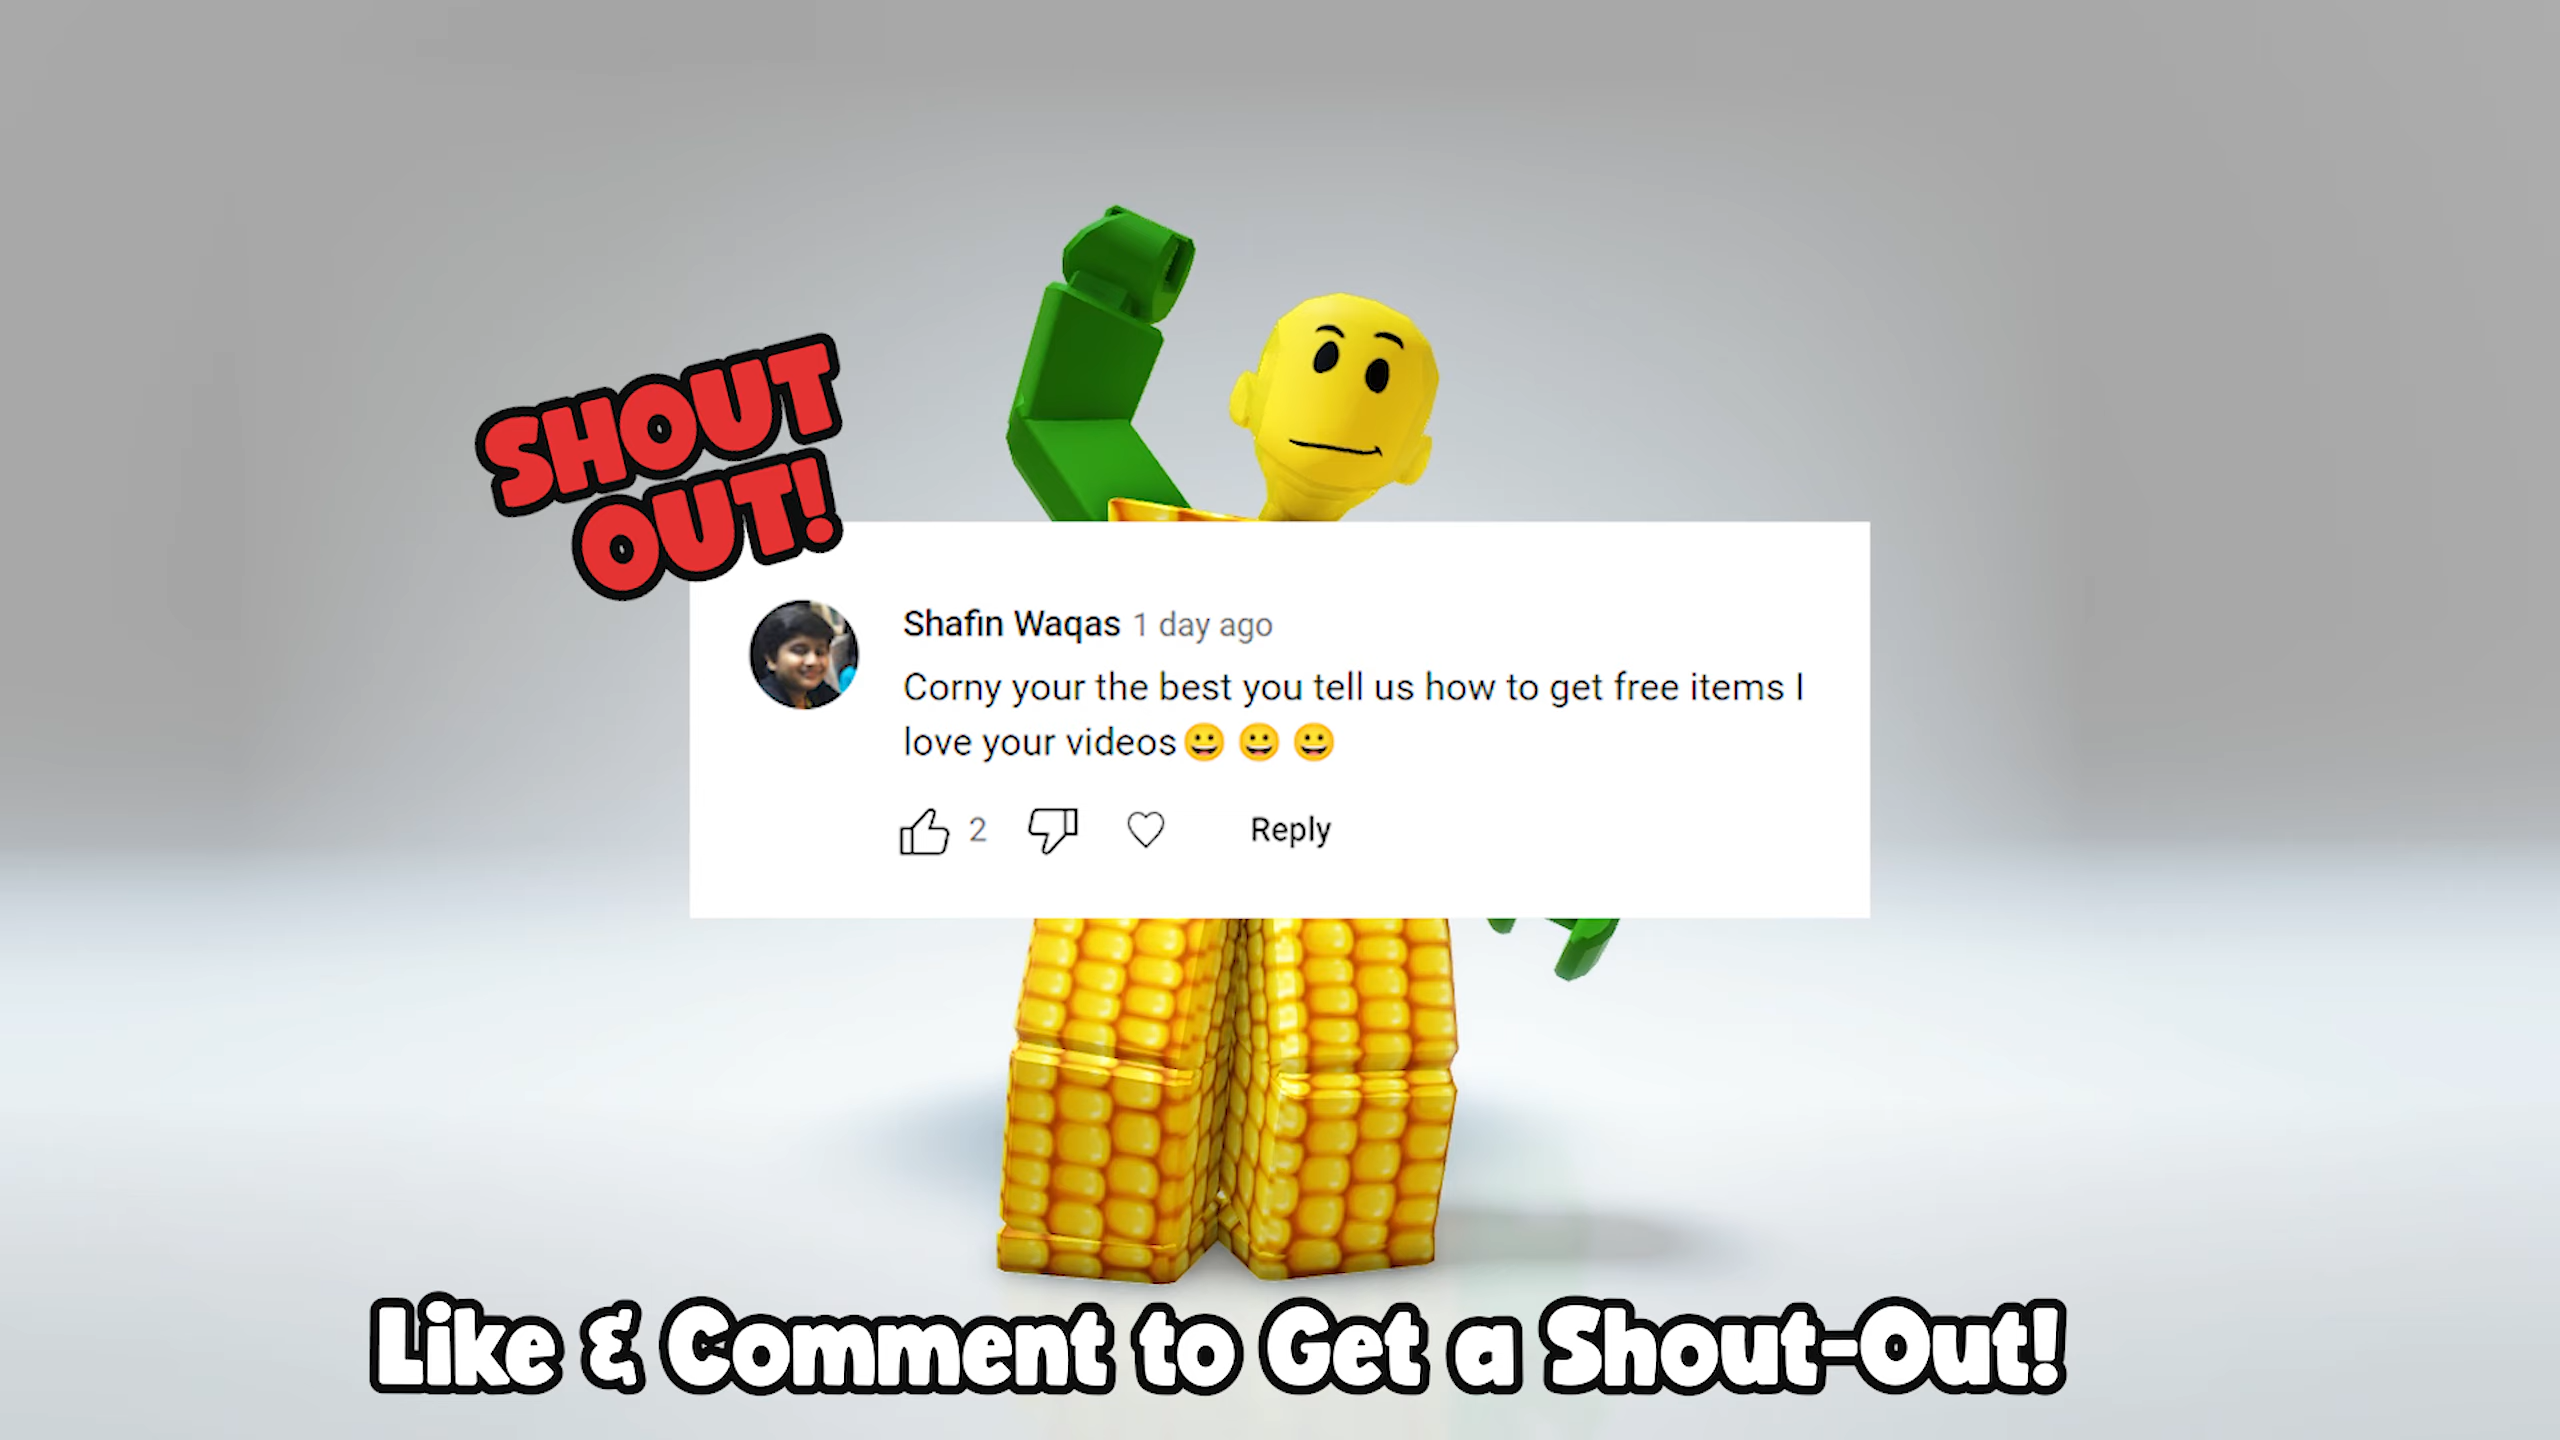 SHOUT
OUT!
Shafin Waqas 1 day ago
Corny your the best you tell us how to get free items I
love your videos😀 😀 😀
2
Reply
Like & Comment to Get a Shout-Out!